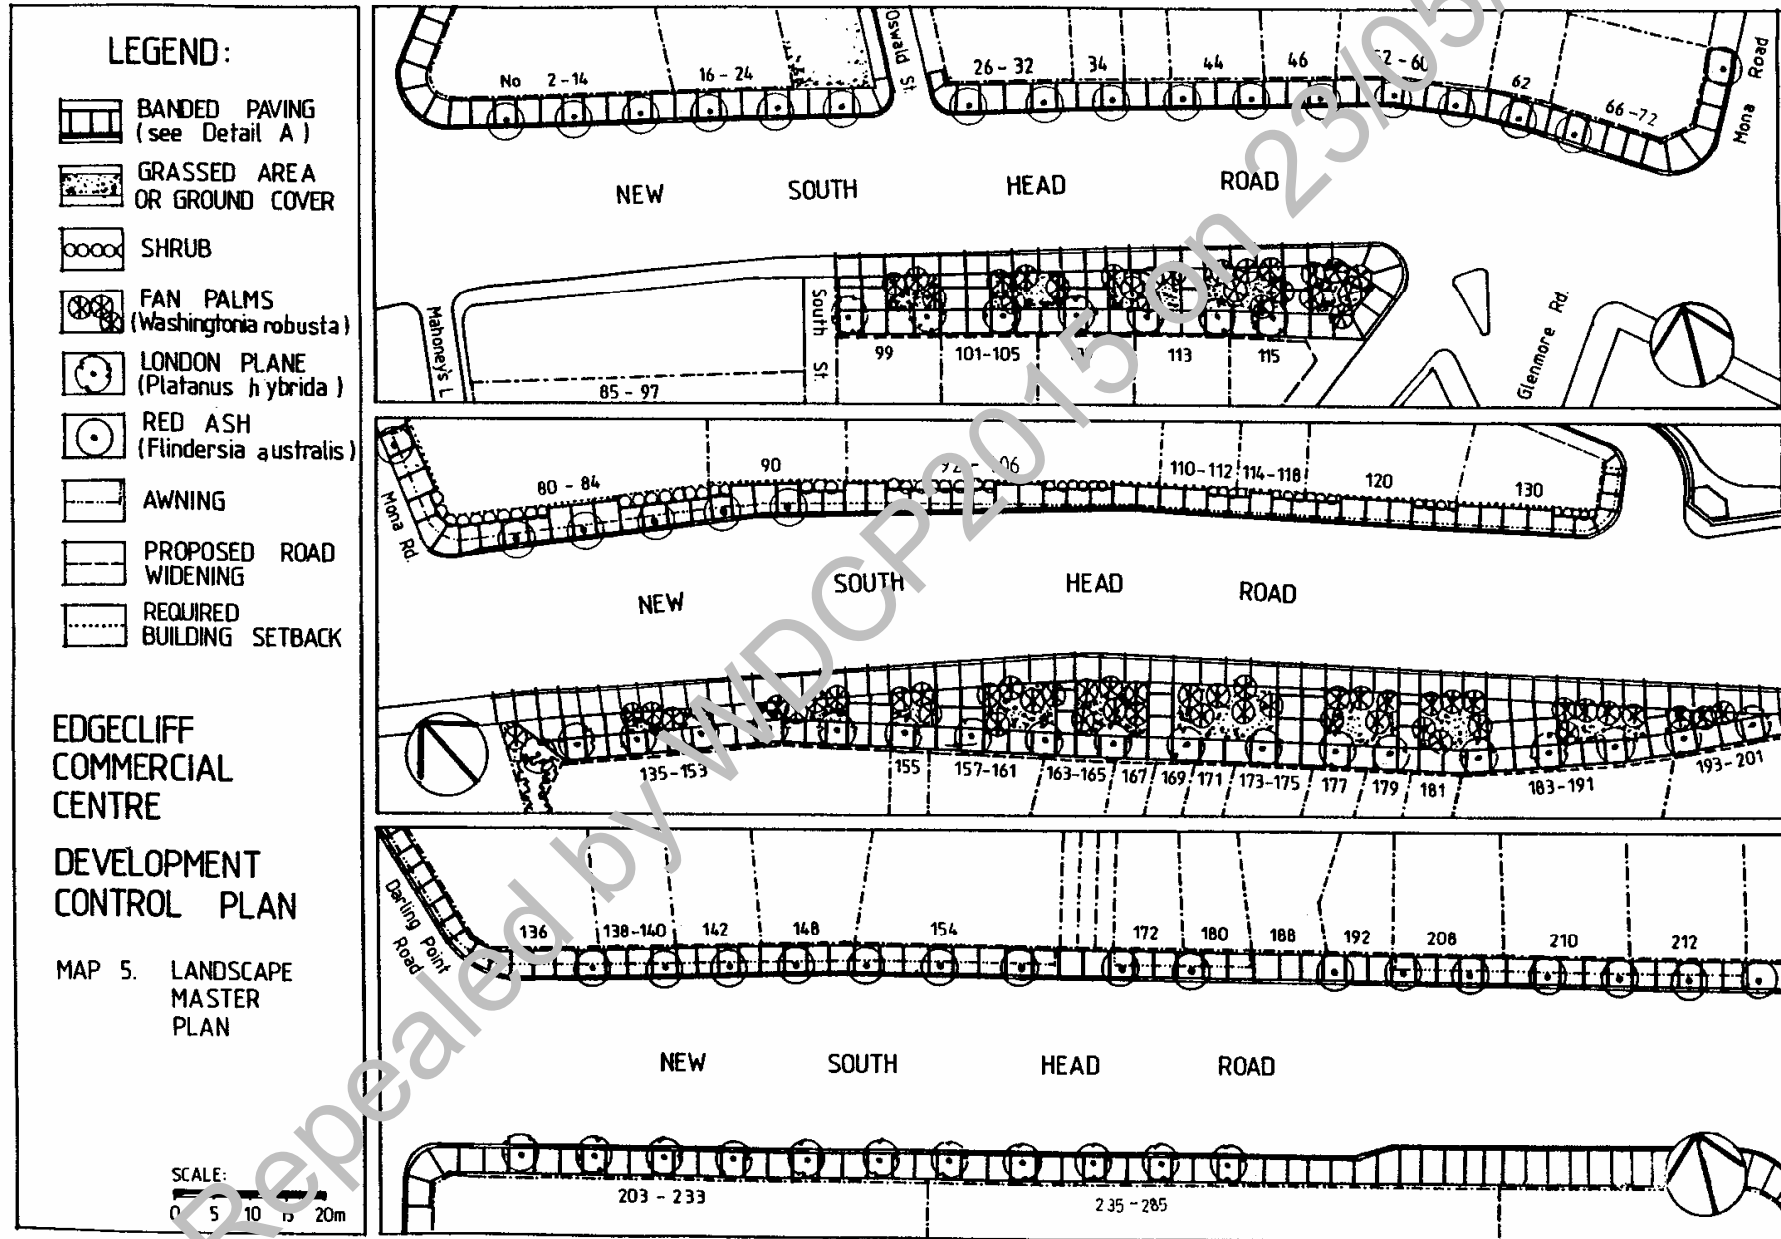 LEGEND:
BANDED PAVING
(see Detail A)
GRASSED AREA
OR GROUND COVER
SHRUB
FAN PALMS
(Washingtonia robusta)
LONDON PLANE
(Platanus hybrida)
RED ASH
(Flindersia australis)
AWNING
PROPOSED ROAD
WIDENING
REQUIRED
BUILDING SETBACK
EDGECLIFF
COMMERCIAL
CENTRE
DEVELOPMENT
CONTROL PLAN
MAP 5. LANDSCAPE
MASTER
PLAN
SCALE:
0 5 10 15 20m
No 2-14
16-24
Oswald St.
26-32
34
44
46
52-60
62
66-72
Mona Road
NEW SOUTH HEAD ROAD
Mahoney's L
85-97
South St.
99
101-105
113
115
Glenmore Rd.
Mona Rd.
80-84
90
92-106
110-112
114-118
120
130
NEW SOUTH HEAD ROAD
135-153
155
157-161
163-165
167
169
171
173-175
177
179
181
183-191
193-201
Darling Point
Road
136
138-140
142
148
154
172
180
188
192
208
210
212
NEW SOUTH HEAD ROAD
203-233
235-285
Repealed by WDCP2015 on 23/05/